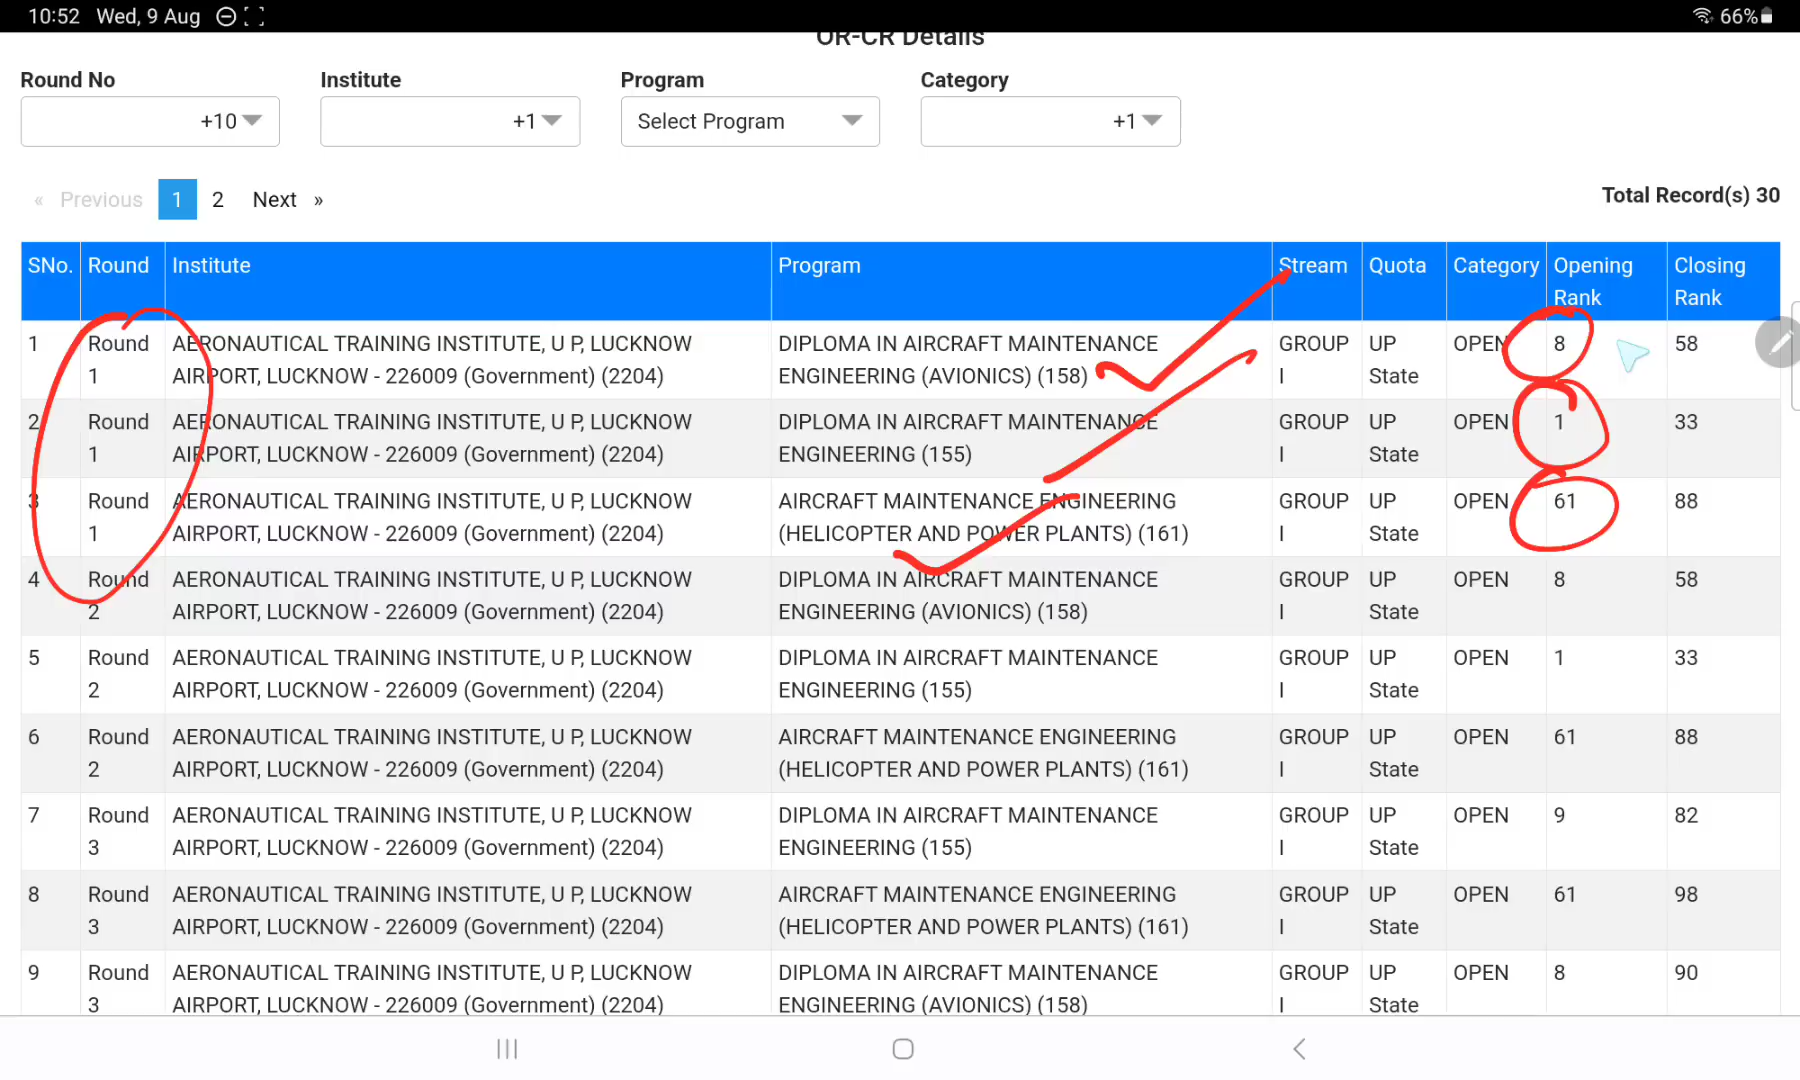 10:52 Wed, 9 Aug 66%
OR-CR Details
Round No Institute Program Category
+10 +1 Select Program +1
« Previous 1 2 Next »
Total Record(s) 30
SNo. Round Institute Program Stream Quota Category Opening Closing
Rank Rank
1 Round AERONAUTICAL TRAINING INSTITUTE, U P, LUCKNOW DIPLOMA IN AIRCRAFT MAINTENANCE GROUP UP OPEN 8 58
1 AIRPORT, LUCKNOW - 226009 (Government) (2204) ENGINEERING (AVIONICS) (158) I State
2 Round AERONAUTICAL TRAINING INSTITUTE, U P, LUCKNOW DIPLOMA IN AIRCRAFT MAINTENANCE GROUP UP OPEN 1 33
1 AIRPORT, LUCKNOW - 226009 (Government) (2204) ENGINEERING (155) I State
3 Round AERONAUTICAL TRAINING INSTITUTE, U P, LUCKNOW AIRCRAFT MAINTENANCE ENGINEERING GROUP UP OPEN 61 88
1 AIRPORT, LUCKNOW - 226009 (Government) (2204) (HELICOPTER AND POWER PLANTS) (161) I State
4 Round AERONAUTICAL TRAINING INSTITUTE, U P, LUCKNOW DIPLOMA IN AIRCRAFT MAINTENANCE GROUP UP OPEN 8 58
2 AIRPORT, LUCKNOW - 226009 (Government) (2204) ENGINEERING (AVIONICS) (158) I State
5 Round AERONAUTICAL TRAINING INSTITUTE, U P, LUCKNOW DIPLOMA IN AIRCRAFT MAINTENANCE GROUP UP OPEN 1 33
2 AIRPORT, LUCKNOW - 226009 (Government) (2204) ENGINEERING (155) I State
6 Round AERONAUTICAL TRAINING INSTITUTE, U P, LUCKNOW AIRCRAFT MAINTENANCE ENGINEERING GROUP UP OPEN 61 88
2 AIRPORT, LUCKNOW - 226009 (Government) (2204) (HELICOPTER AND POWER PLANTS) (161) I State
7 Round AERONAUTICAL TRAINING INSTITUTE, U P, LUCKNOW DIPLOMA IN AIRCRAFT MAINTENANCE GROUP UP OPEN 9 82
3 AIRPORT, LUCKNOW - 226009 (Government) (2204) ENGINEERING (155) I State
8 Round AERONAUTICAL TRAINING INSTITUTE, U P, LUCKNOW AIRCRAFT MAINTENANCE ENGINEERING GROUP UP OPEN 61 98
3 AIRPORT, LUCKNOW - 226009 (Government) (2204) (HELICOPTER AND POWER PLANTS) (161) I State
9 Round AERONAUTICAL TRAINING INSTITUTE, U P, LUCKNOW DIPLOMA IN AIRCRAFT MAINTENANCE GROUP UP OPEN 8 90
3 AIRPORT, LUCKNOW - 226009 (Government) (2204) ENGINEERING (AVIONICS) (158) I State